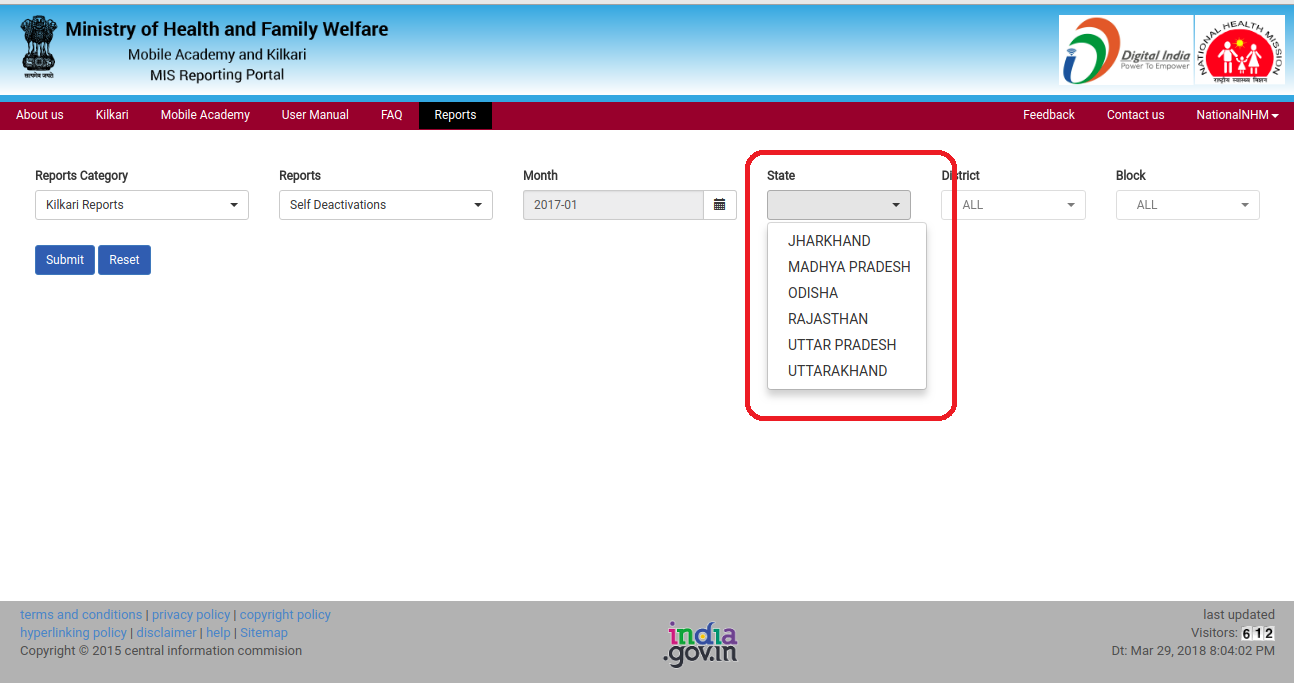 Ministry of Health and Family Welfare
Mobile Academy and Kilkari
MIS Reporting Portal
सत्यमेव जयते
Digital India
Power To Empower
NATIONAL HEALTH MISSION
राष्ट्रीय स्वास्थ्य मिशन
About us Kilkari Mobile Academy User Manual FAQ Reports Feedback Contact us NationalNHM
Reports Category Reports Month State District Block
Kilkari Reports Self Deactivations 2017-01 ALL ALL
JHARKHAND
MADHYA PRADESH
ODISHA
RAJASTHAN
UTTAR PRADESH
UTTARAKHAND
Submit Reset
terms and conditions | privacy policy | copyright policy
hyperlinking policy | disclaimer | help | Sitemap
Copyright © 2015 central information commision
india
.gov.in
last updated
Visitors: 612
Dt: Mar 29, 2018 8:04:02 PM